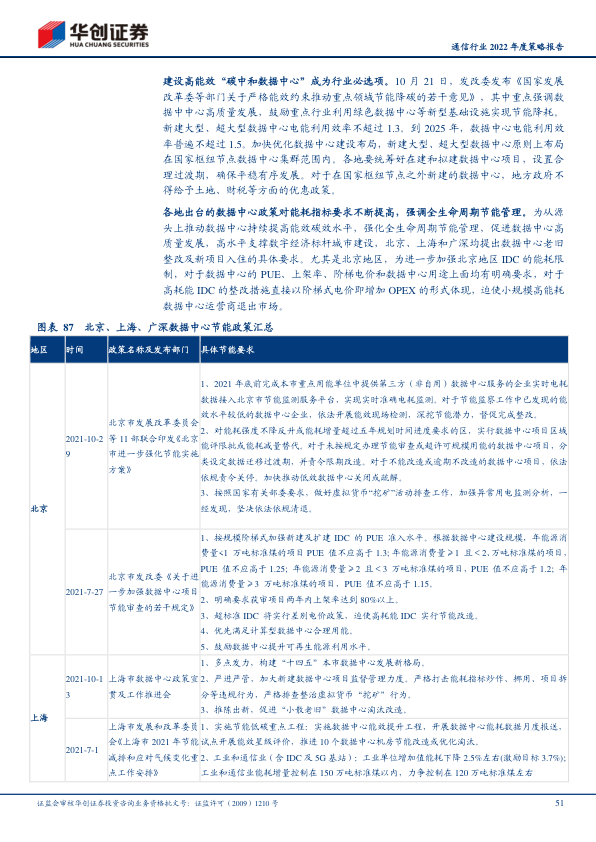 华创证券
HUA CHUANG SECURITIES
通信行业 2022 年度策略报告
建设高能效“碳中和数据中心”成为行业必选项。10 月 21 日，发改委发布《国家发展
改革委等部门关于严格能效约束推动重点领域节能降碳的若干意见》，其中重点强调数
据中中心高质量发展，鼓励重点行业利用绿色数据中心等新型基础设施实现节能降耗。
新建大型、超大型数据中心电能利用效率不超过 1.3。到 2025 年，数据中心电能利用效
率普遍不超过 1.5。加快优化数据中心建设布局，新建大型、超大型数据中心原则上布局
在国家枢纽节点数据中心集群范围内。各地要统筹好在建和拟建数据中心项目，设置合
理过渡期，确保平稳有序发展。对于在国家枢纽节点之外新建的数据中心、地方政府不
得给予土地、财税等方面的优惠政策。
各地出台的数据中心政策对能耗指标要求不断提高，强调全生命周期节能管理。为从源
头上推动数据中心持续提高能效碳效水平，强化全生命周期节能管理，促进数据中心高
质量发展，高水平支撑数字经济标杆城市建设，北京、上海和广深均提出数据中心老旧
整改及新项目入住的具体要求。尤其是北京地区，为进一步加强北京地区 IDC 的能耗限
制，对于数据中心的 PUE、上架率、阶梯电价和数据中心用途上面均有明确要求，对于
高耗能 IDC 的整改措施直接以阶梯式电价即增加 OPEX 的形式体现，迫使小规模高能耗
数据中心运营商退出市场。
图表 87 北京、上海、广深数据中心节能政策汇总
地区 时间 政策名称及发布部门 具体节能要求
北京
2021-10-2
9
北京市发展改革委员会
等 11 部联合印发《北京
市进一步强化节能实施
方案》
1、2021 年底前完成本市重点用能单位中提供第三方（非自用）数据中心服务的企业实时电耗
数据接入北京市节能监测服务平台，实现实时准确电耗监测。对于节能监察工作中已发现的能
效水平较低的数据中心企业，依法开展能效现场检测，深挖节能潜力，督促完成整改。
2、对能耗强度不降反升或能耗增量超过五年规划时间进度要求的区，实行数据中心项目区域
能评限批或能耗减量替代。对于未按规定办理节能审查或超许可规模用能的数据中心项目，分
类设定数据迁移过渡期，并责令限期改造。对于不能改造或逾期不改造的数据中心项目，依法
依规责令关停。加快推动低效数据中心关闭或疏解。
3、按照国家有关部委要求，做好虚拟货币“挖矿”活动排查工作，加强异常用电监测分析，一
经发现，坚决依法依规清退。
2021-7-27
北京市发改委《关于进
一步加强数据中心项目
节能审查的若干规定》
1、按规模阶梯式加强新建及扩建 IDC 的 PUE 准入水平。根据数据中心建设规模，年能源消
费量<1 万吨标准煤的项目 PUE 值不应高于 1.3；年能源消费量≥1 且＜2、万吨标准煤的项目，
PUE 值不应高于 1.25；年能源消费量≥2 且＜3 万吨标准煤的项目，PUE 值不应高于 1.2；年
能源消费量≥3 万吨标准煤的项目，PUE 值不应高于 1.15。
2、明确要求获审项目两年内上架率达到 80%以上。
3、超标准 IDC 将实行差别电价政策，迫使高耗能 IDC 实行节能改造。
4、优先满足计算型数据中心合理用能。
5、鼓励数据中心提升可再生能源利用水平。
上海
2021-10-1
3
上海市数据中心政策宣
贯及工作推进会
1、多点发力，构建“十四五”本市数据中心发展新格局。
2、严进严管，加大新建数据中心项目监督管理力度。严格打击能耗指标炒作、挪用、项目拆
分等违规行为，严格排查整治虚拟货币“挖矿”行为。
3、推陈出新，促进“小散老旧”数据中心淘汰改造。
2021-7-1
上海市发展和改革委员
会《上海市 2021 年节能
减排和应对气候变化重
点工作安排》
1、实施节能低碳重点工程；实施数据中心能效提升工程，开展数据中心能耗数据月度报送，
试点开展能效星级评价，推进 10 个数据中心机房节能改造或优化淘汰。
2、工业和通信业（含 IDC 及 5G 基站）：工业单位增加值能耗下降 2.5%左右(激励目标 3.7%)；
工业和通信业能耗增量控制在 150 万吨标准煤以内，力争控制在 120 万吨标准煤左右
证监会审核华创证券投资咨询业务资格批文号：证监许可（2009）1210 号
51